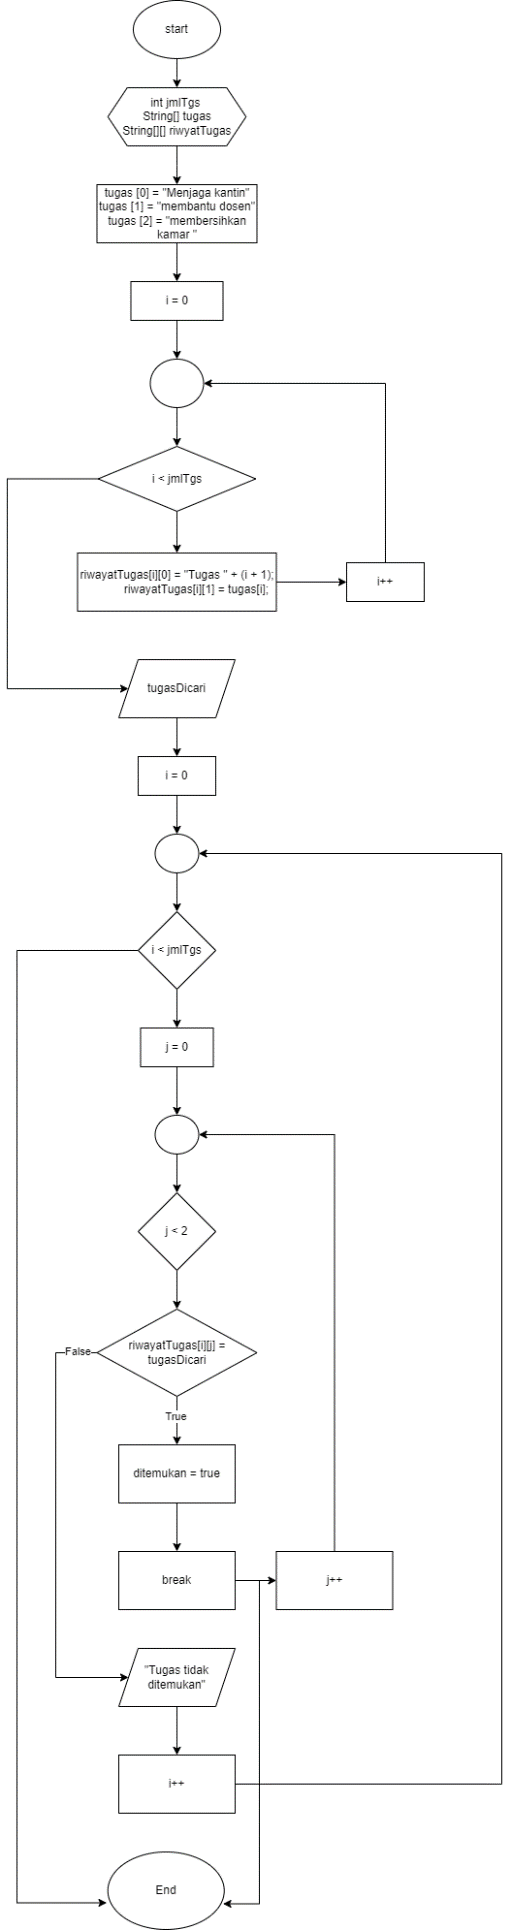 start
int jmlTgs
String[] tugas
String[][] riwyatTugas
tugas [0] = "Menjaga kantin"
tugas [1] = "membantu dosen"
tugas [2] = "membersihkan
kamar "
i = 0
i < jmlTgs
riwayatTugas[i][0] = "Tugas " + (i + 1);
riwayatTugas[i][1] = tugas[i];
i++
tugasDicari
i = 0
i < jmlTgs
j = 0
j < 2
riwayatTugas[i][j] =
tugasDicari
False
True
ditemukan = true
break
j++
"Tugas tidak
ditemukan"
i++
End